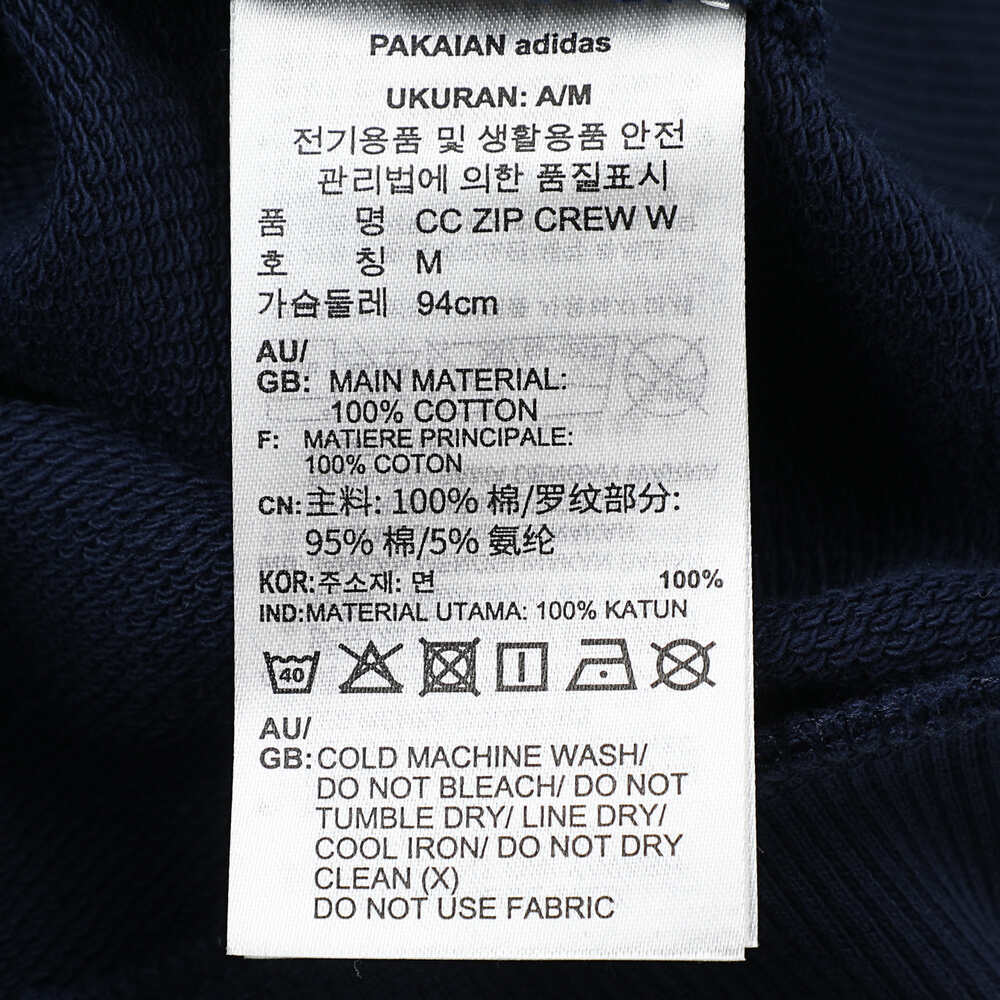 PAKAIAN adidas
UKURAN: A/M
전기용품 및 생활용품 안전
관리법에 의한 품질표시
품 명 CC ZIP CREW W
호 칭 M
가슴둘레 94cm
AU/
GB: MAIN MATERIAL:
100% COTTON
F: MATIERE PRINCIPALE:
100% COTON
CN:主料: 100% 棉/罗纹部分:
95% 棉/5% 氨纶
KOR:주소재: 면 100%
IND:MATERIAL UTAMA: 100% KATUN
40
AU/
GB:COLD MACHINE WASH/
DO NOT BLEACH/ DO NOT
TUMBLE DRY/ LINE DRY/
COOL IRON/ DO NOT DRY
CLEAN (X)
DO NOT USE FABRIC